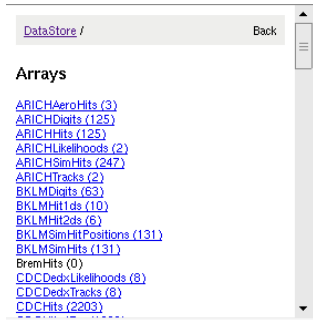 DataStore / Back
Arrays
ARICHAeroHits (3)
ARICHDigits (125)
ARICHHits (125)
ARICHLikelihoods (2)
ARICHSimHits (247)
ARICHTracks (2)
BKLMDigits (63)
BKLMHit1ds (10)
BKLMHit2ds (6)
BKLMSimHitPositions (131)
BKLMSimHits (131)
BremHits (0)
CDCDedxLikelihoods (8)
CDCDedxTracks (8)
CDCHits (2203)